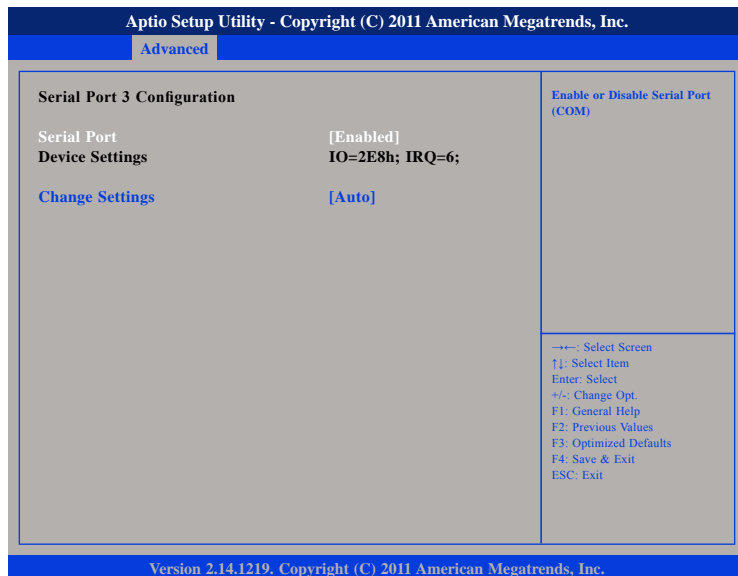 Aptio Setup Utility - Copyright (C) 2011 American Megatrends, Inc.
Advanced
Serial Port 3 Configuration
Serial Port [Enabled]
Device Settings IO=2E8h; IRQ=6;
Change Settings [Auto]
Enable or Disable Serial Port
(COM)
→←: Select Screen
↑↓: Select Item
Enter: Select
+/-: Change Opt.
F1: General Help
F2: Previous Values
F3: Optimized Defaults
F4: Save & Exit
ESC: Exit
Version 2.14.1219. Copyright (C) 2011 American Megatrends, Inc.